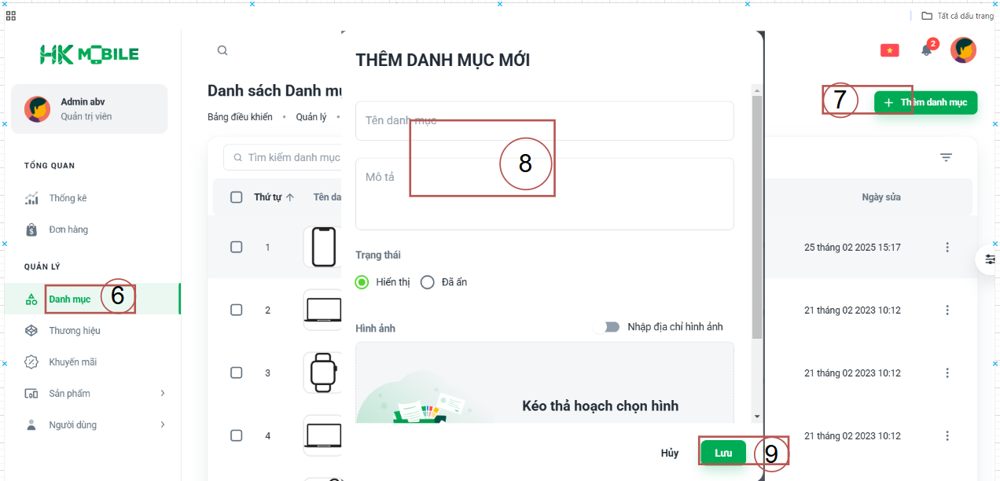 Tất cả dấu trang
HK MOBILE
2
Admin abv
Quản trị viên
TỔNG QUAN
Thống kê
Đơn hàng
QUẢN LÝ
Danh mục
6
Thương hiệu
Khuyến mãi
Sản phẩm
Người dùng
Danh sách Danh mụ
Bảng điều khiển • Quản lý •
7
+ Thêm danh mục
Tìm kiếm danh mục
Thứ tự Tên da
Ngày sửa
1
25 tháng 02 2025 15:17
2
21 tháng 02 2023 10:12
3
21 tháng 02 2023 10:12
4
21 tháng 02 2023 10:12
THÊM DANH MỤC MỚI
Tên danh mục
8
Mô tả
Trạng thái
Hiển thị Đã ẩn
Hình ảnh
Nhập địa chỉ hình ảnh
Kéo thả hoặch chọn hình
Hủy
Lưu
9